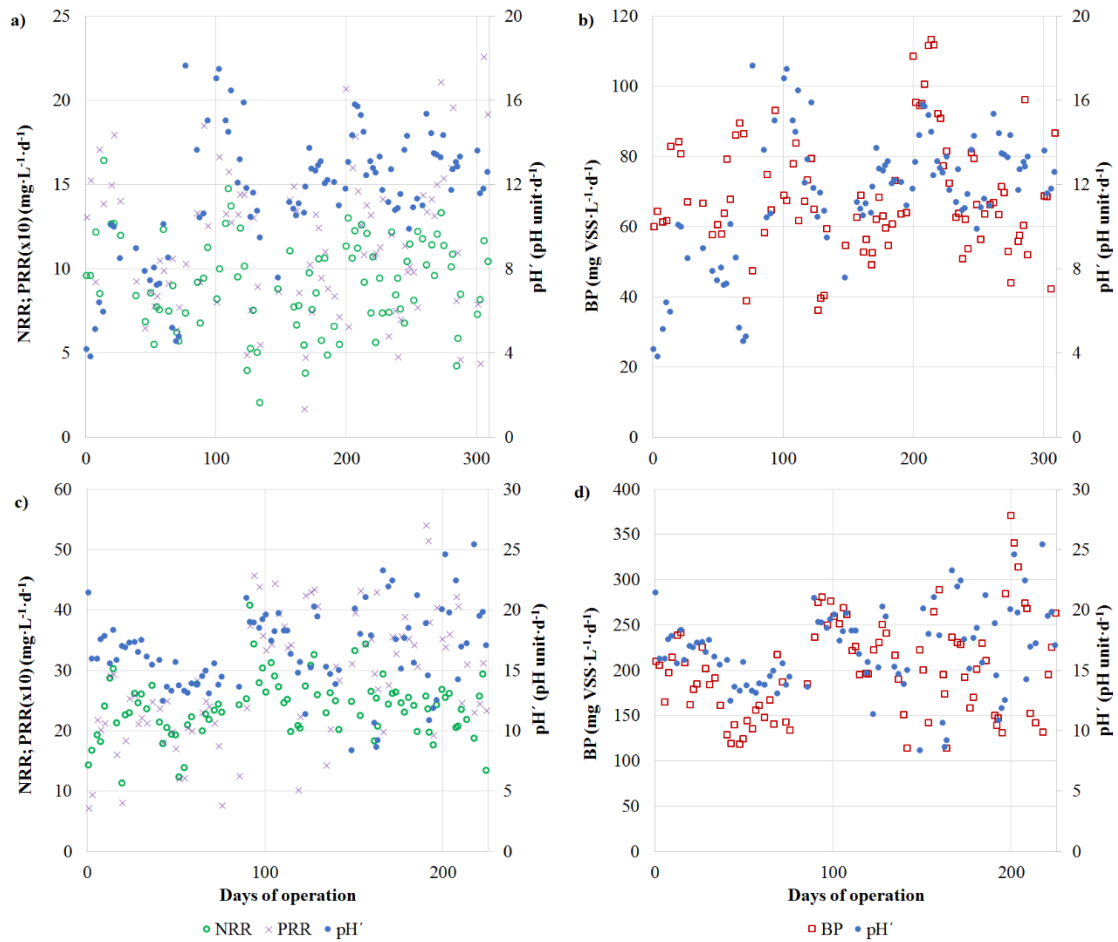 a)
25
20
15
10
5
0
NRR; PRR(x10) (mg·L⁻¹·d⁻¹)
0 100 200 300
20
16
12
8
4
0
pH´ (pH unit·d⁻¹)
b)
120
100
80
60
40
20
0
BP (mg VSS·L⁻¹·d⁻¹)
0 100 200 300
20
16
12
8
4
0
pH´ (pH unit·d⁻¹)
c)
60
50
40
30
20
10
0
NRR; PRR(x10) (mg·L⁻¹·d⁻¹)
0 100 200
30
25
20
15
10
5
0
pH´ (pH unit·d⁻¹)
Days of operation
d)
400
350
300
250
200
150
100
50
0
BP (mg VSS·L⁻¹·d⁻¹)
0 100 200
30
25
20
15
10
5
0
pH´ (pH unit·d⁻¹)
Days of operation
NRR PRR pH´
BP pH´